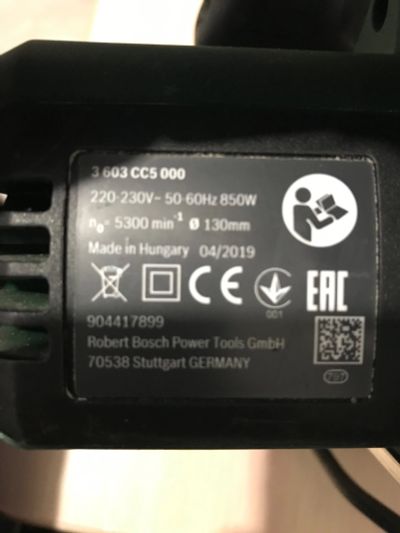 3 603 CC5 000
220-230V~ 50-60Hz 850W
n₀= 5300 min⁻¹ Ø 130mm
Made in Hungary 04/2019
CE
001
EAC
904417899
Robert Bosch Power Tools GmbH
70538 Stuttgart GERMANY